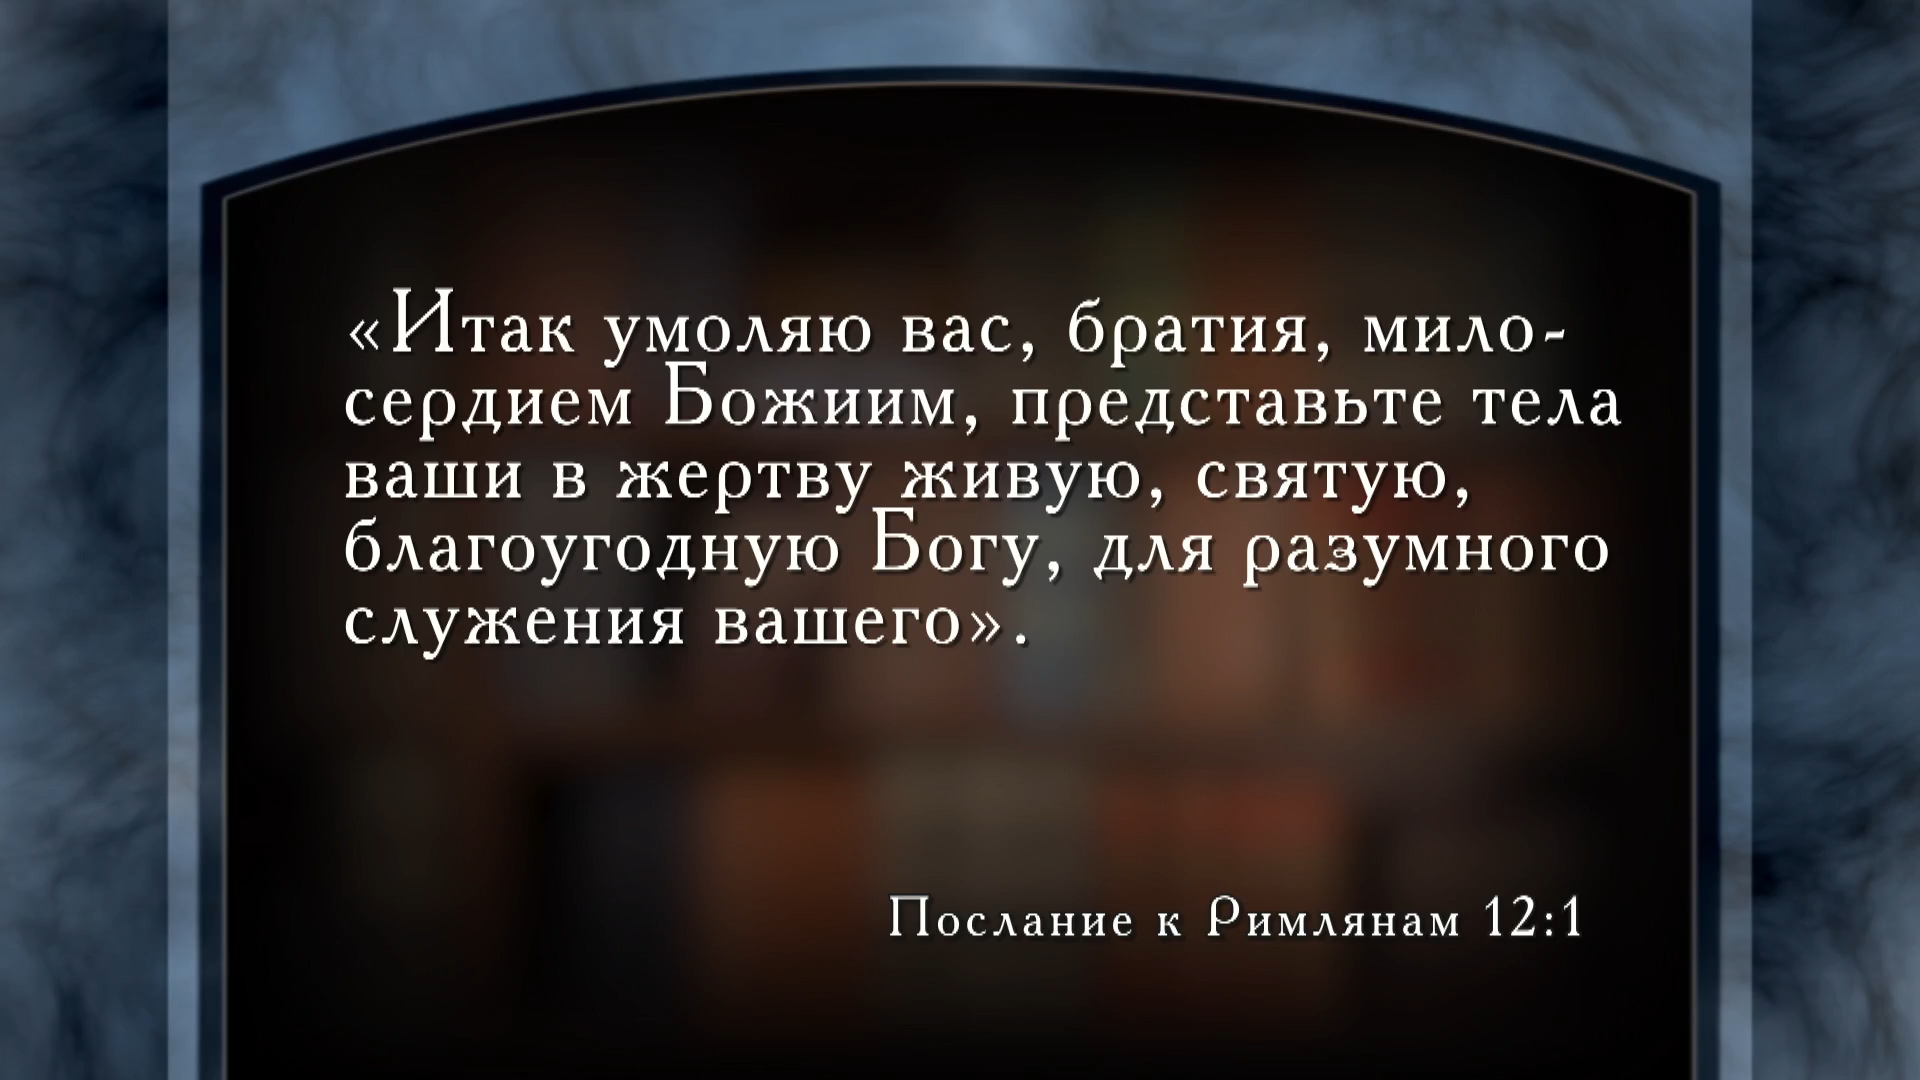 «Итак умоляю вас, братия, мило-
сердием Божиим, представьте тела
ваши в жертву живую, святую,
благоугодную Богу, для разумного
служения вашего».
Послание к Римлянам 12:1